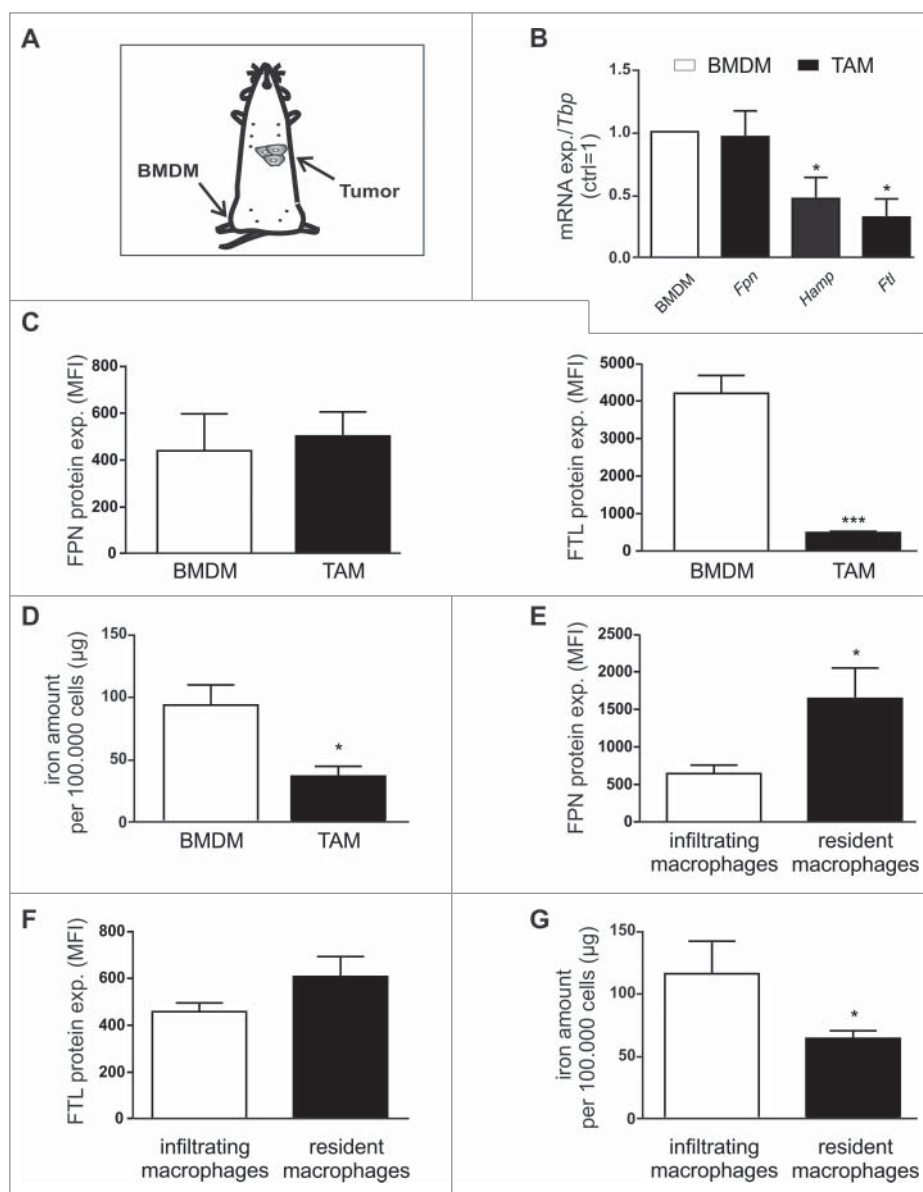 A
BMDM
Tumor
B
BMDM TAM
mRNA exp./Tbp
(ctrl=1)
1.5
1.0
0.5
0.0
*
*
BMDM
Fpn
Hamp
Ftl
C
FPN protein exp. (MFI)
800
600
400
200
0
BMDM TAM
FTL protein exp. (MFI)
5000
4000
3000
2000
1000
0
***
BMDM TAM
D
iron amount
per 100.000 cells (µg)
150
100
50
0
*
BMDM TAM
E
FPN protein exp. (MFI)
2500
2000
1500
1000
500
0
*
infiltrating resident
macrophages macrophages
F
FTL protein exp. (MFI)
800
600
400
200
0
infiltrating resident
macrophages macrophages
G
iron amount
per 100.000 cells (µg)
150
100
50
0
*
infiltrating resident
macrophages macrophages